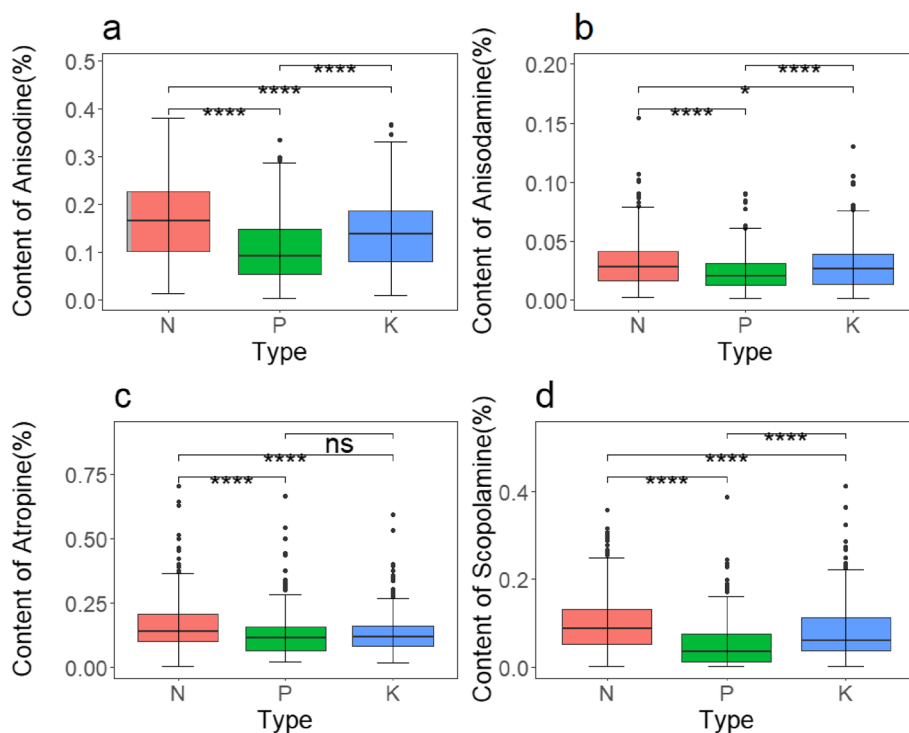 a
Content of Anisodine(%)
0.5
0.4
0.3
0.2
0.1
0.0
****
****
****
N P K
Type
b
Content of Anisodamine(%)
0.20
0.15
0.10
0.05
0.00
****
*
****
N P K
Type
c
Content of Atropine(%)
0.75
0.50
0.25
0.00
ns
****
****
N P K
Type
d
Content of Scopolamine(%)
0.4
0.2
0.0
****
****
****
N P K
Type